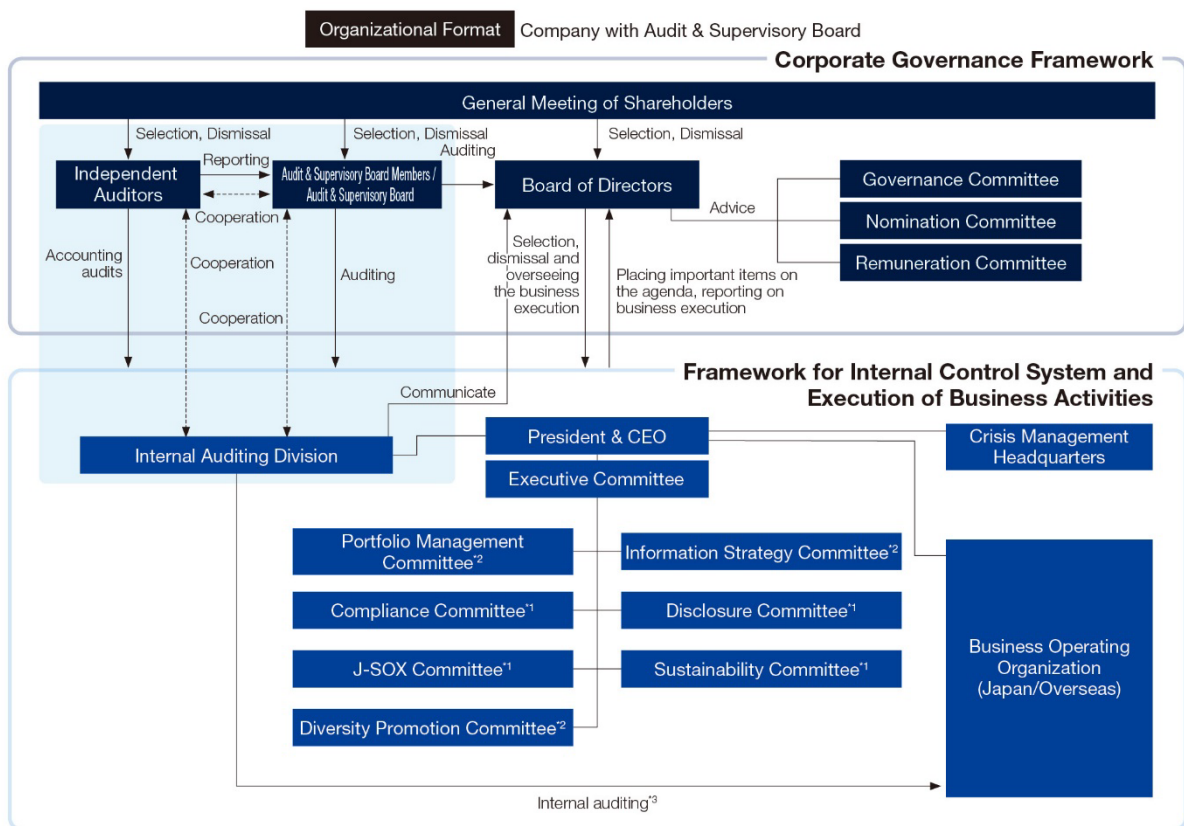 Organizational Format
Company with Audit & Supervisory Board
Corporate Governance Framework
General Meeting of Shareholders
Selection, Dismissal
Selection, Dismissal
Selection, Dismissal
Independent
Auditors
Reporting
Cooperation
Audit & Supervisory Board Members /
Audit & Supervisory Board
Auditing
Board of Directors
Advice
Governance Committee
Nomination Committee
Remuneration Committee
Accounting
audits
Cooperation
Cooperation
Auditing
Selection,
dismissal and
overseeing
the business
execution
Placing important items on
the agenda, reporting on
business execution
Framework for Internal Control System and
Execution of Business Activities
Communicate
Internal Auditing Division
President & CEO
Executive Committee
Crisis Management
Headquarters
Portfolio Management
Committee*2
Information Strategy Committee*2
Compliance Committee*1
Disclosure Committee*1
J-SOX Committee*1
Sustainability Committee*1
Diversity Promotion Committee*2
Business Operating
Organization
(Japan/Overseas)
Internal auditing*3